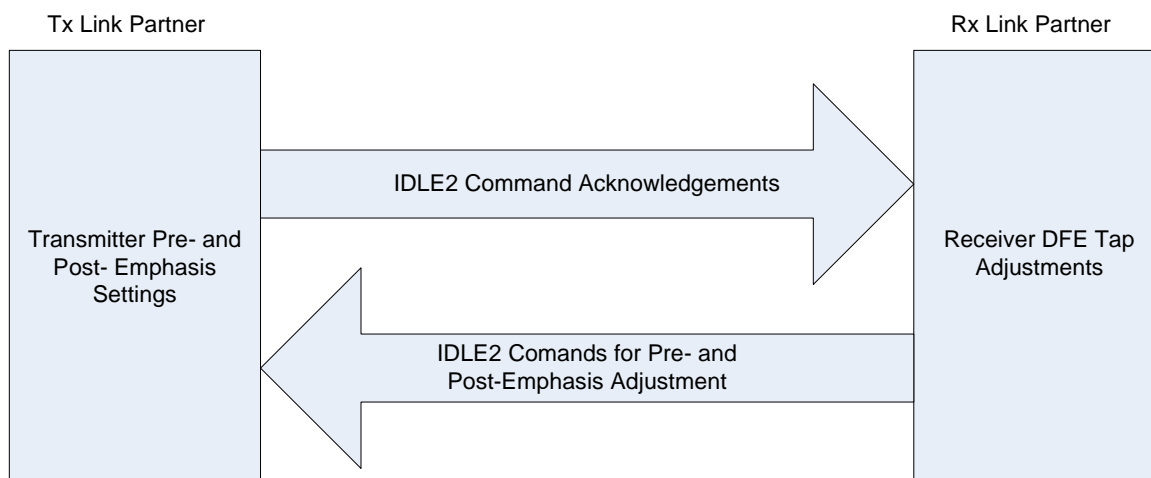 Tx Link Partner
Rx Link Partner
IDLE2 Command Acknowledgements
Transmitter Pre- and
Post- Emphasis
Settings
Receiver DFE Tap
Adjustments
IDLE2 Comands for Pre- and
Post-Emphasis Adjustment